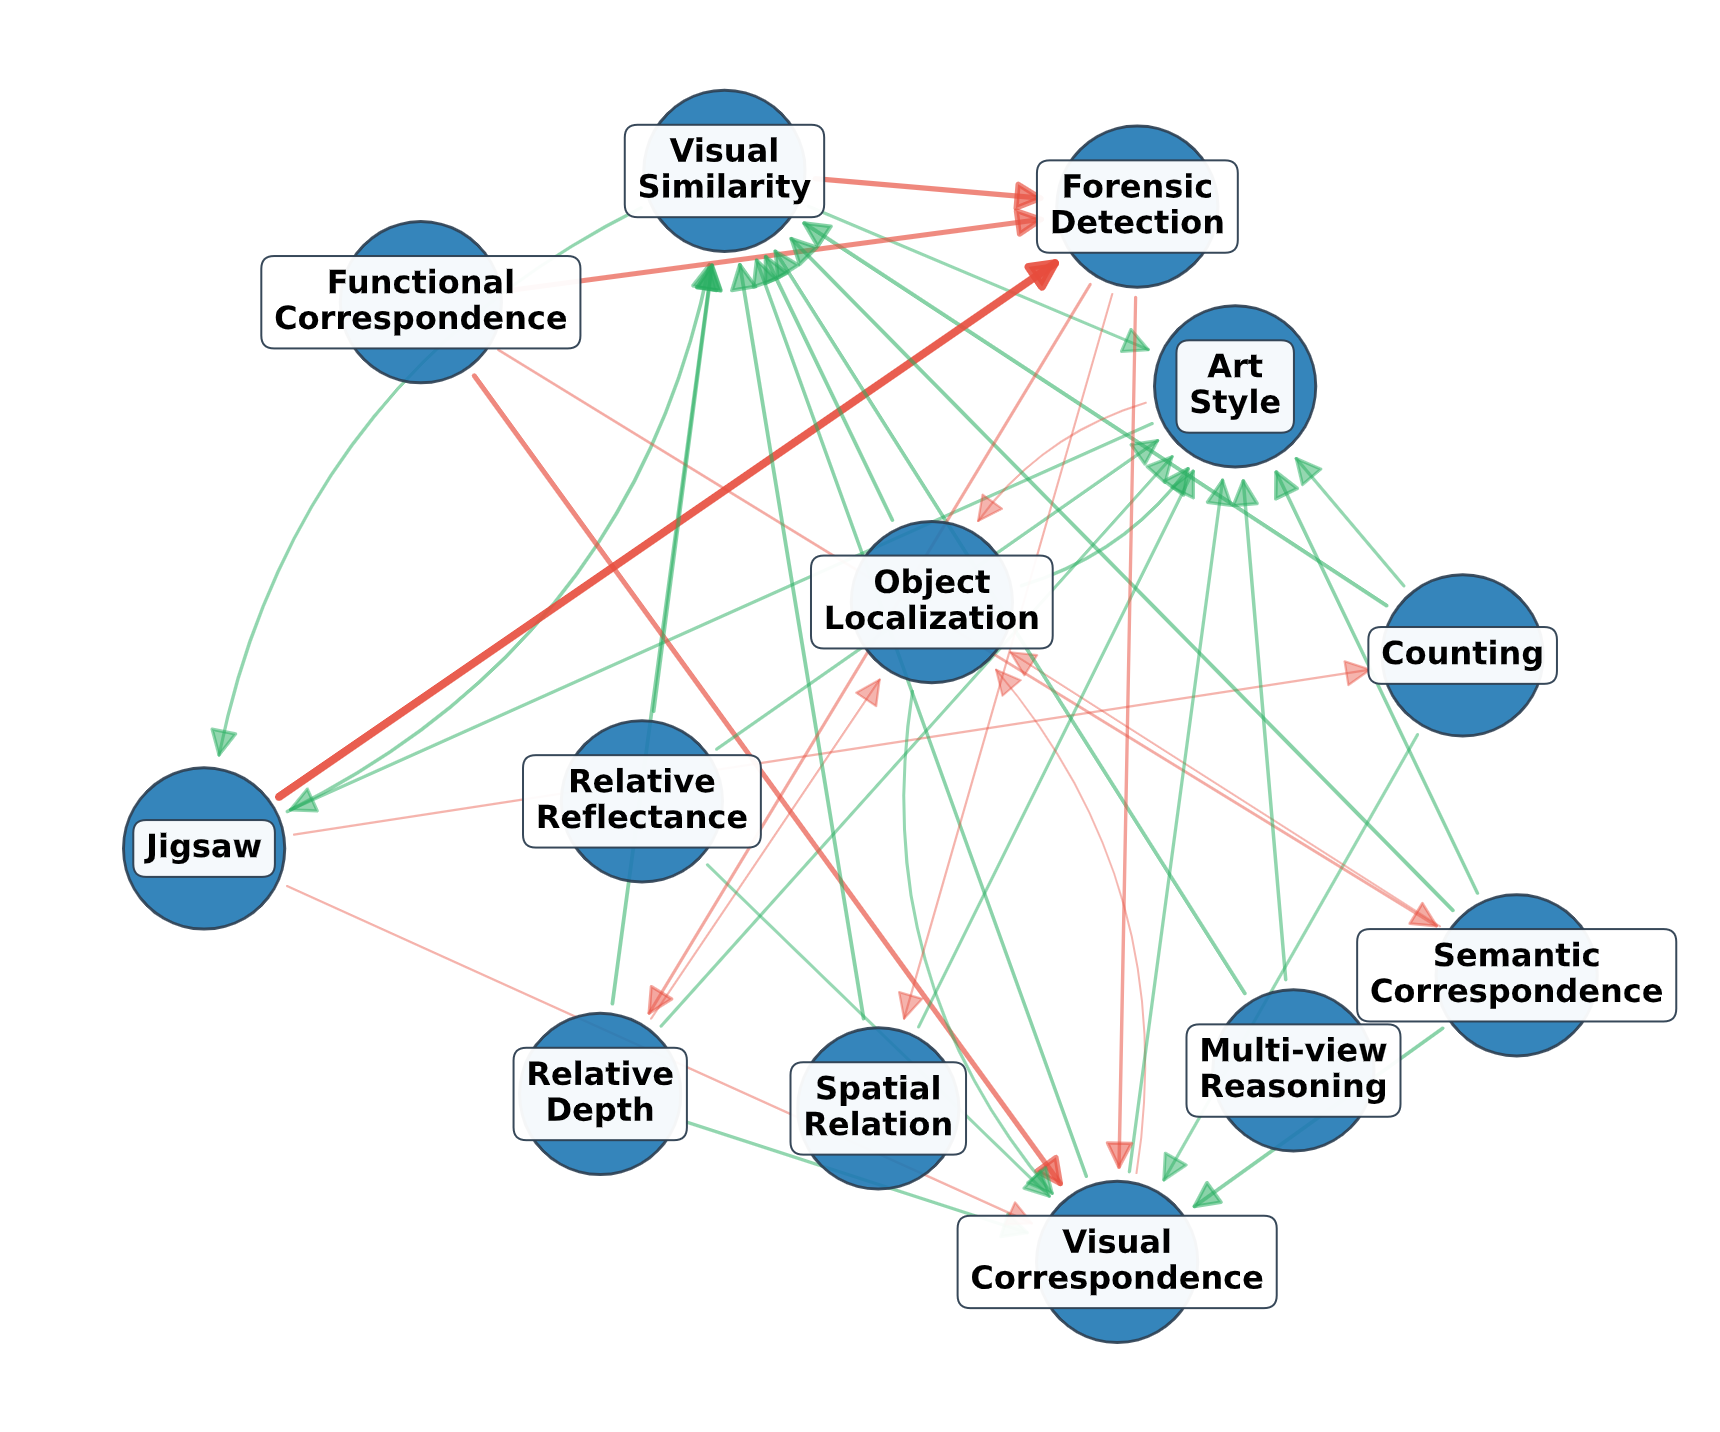 Visual
Similarity
Forensic
Detection
Functional
Correspondence
Art
Style
Object
Localization
Counting
Relative
Reflectance
Jigsaw
Semantic
Correspondence
Multi-view
Reasoning
Relative
Depth
Spatial
Relation
Visual
Correspondence